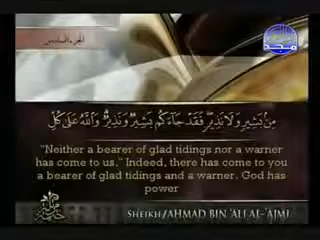 الجزء السادس
مِنۢ بَشِيرٍ وَلَا نَذِيرٍ فَقَدْ جَاءَكُم بَشِيرٌ وَنَذِيرٌ وَاللَّهُ عَلَىٰ كُلِّ
"Neither a bearer of glad tidings nor a warner
has come to us." Indeed, there has come to you
a bearer of glad tidings and a warner. God has
power
SHEIKH/AHMAD BIN 'ALI AL-'AJMI